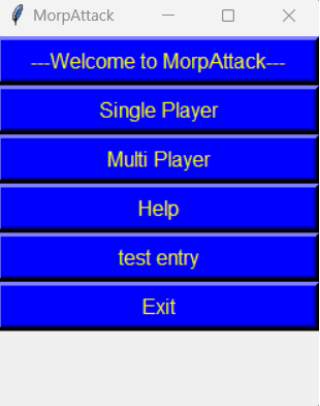 MorpAttack
---Welcome to MorpAttack---
Single Player
Multi Player
Help
test entry
Exit